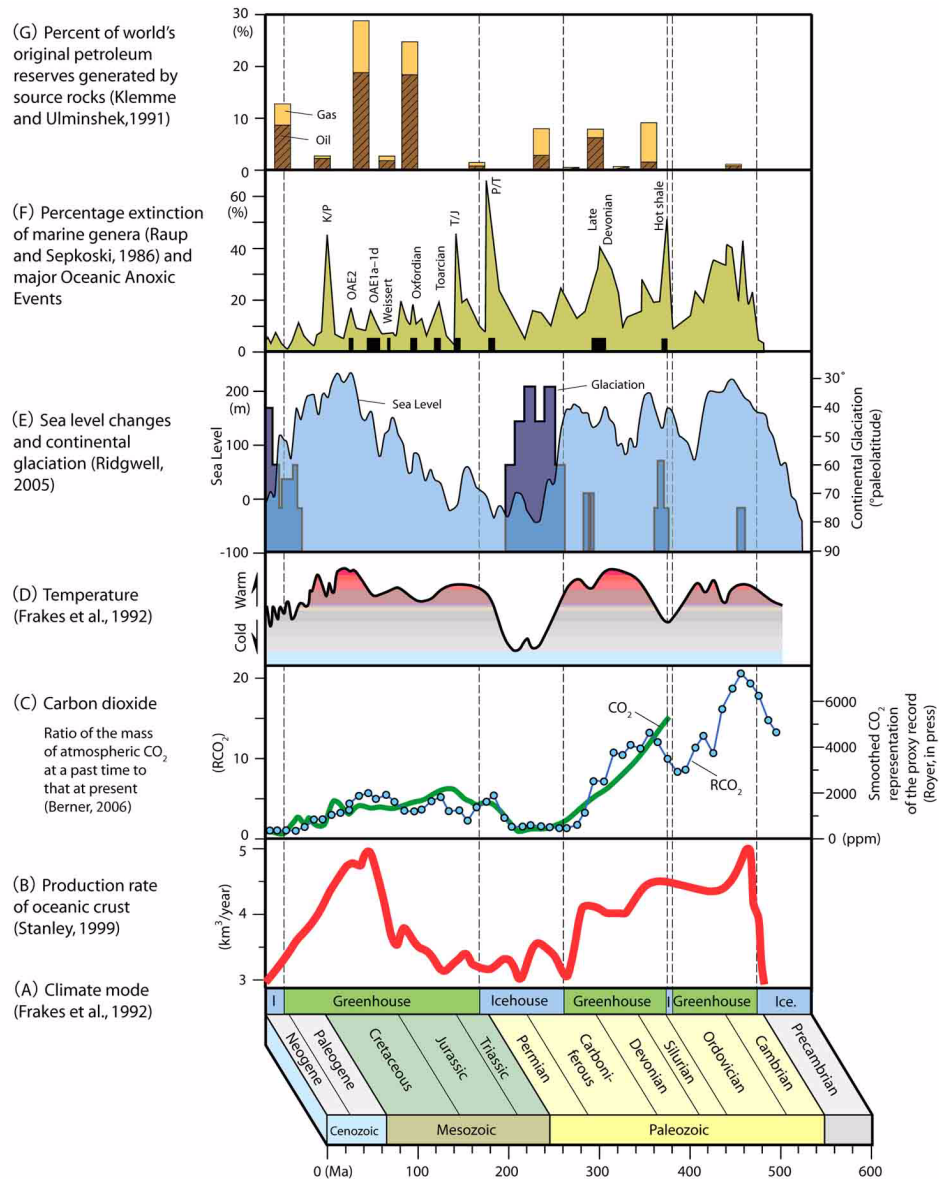 (G) Percent of world's
original petroleum
reserves generated by
source rocks (Klemme
and Ulminshek,1991)
30
(%)
20
10
0
Gas
Oil
(F) Percentage extinction
of marine genera (Raup
and Sepkoski, 1986) and
major Oceanic Anoxic
Events
60
(%)
40
20
0
K/P
OAE2
OAE1a–1d
Weissert
Oxfordian
Toarcian
T/J
P/T
Late
Devonian
Hot shale
(E) Sea level changes
and continental
glaciation (Ridgwell,
2005)
Sea Level
200
(m)
100
0
-100
Sea Level
Glaciation
30°
40
50
60
70
80
90
Continental Glaciation
(°paleolatitude)
(D) Temperature
(Frakes et al., 1992)
Warm
Cold
(C) Carbon dioxide
Ratio of the mass
of atmospheric CO2
at a past time to
that at present
(Berner, 2006)
(RCO2)
20
10
0
CO2
RCO2
6000
4000
2000
0 (ppm)
Smoothed CO2
representation
of the proxy record
(Royer, in press)
(B) Production rate
of oceanic crust
(Stanley, 1999)
(km3/year)
5
4
3
(A) Climate mode
(Frakes et al., 1992)
I
Greenhouse
Icehouse
Greenhouse
I
Greenhouse
Ice.
Neogene
Paleogene
Cretaceous
Jurassic
Triassic
Permian
Carboni-
ferous
Devonian
Silurian
Ordovician
Cambrian
Precambrian
Cenozoic
Mesozoic
Paleozoic
0 (Ma)
100
200
300
400
500
600